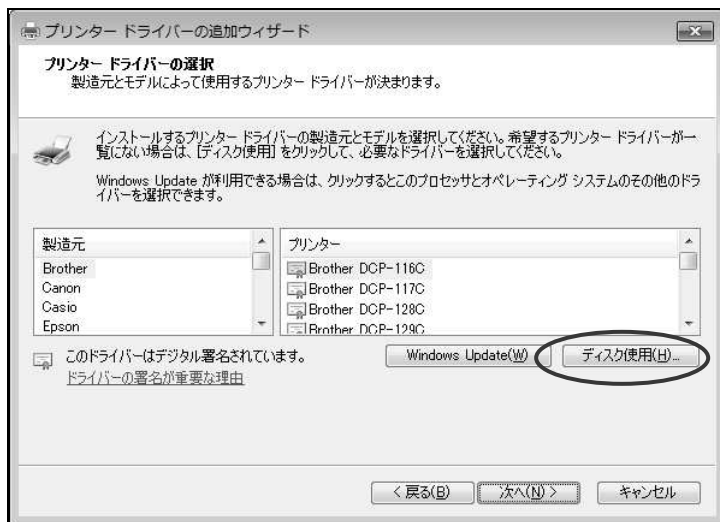 プリンター ドライバーの追加ウィザード
プリンター ドライバーの選択
製造元とモデルによって使用するプリンター ドライバーが決まります。
インストールするプリンター ドライバーの製造元とモデルを選択してください。希望するプリンター ドライバーが一
覧にない場合は、[ディスク使用] をクリックして、必要なドライバーを選択してください。
Windows Update が利用できる場合は、クリックするとこのプロセッサとオペレーティング システムのその他のドラ
イバーを選択できます。
製造元
Brother
Canon
Casio
Epson
プリンター
Brother DCP-116C
Brother DCP-117C
Brother DCP-128C
Brother DCP-129C
このドライバーはデジタル署名されています。
ドライバーの署名が重要な理由
Windows Update(W)
ディスク使用(H)...
< 戻る(B)
次へ(N) >
キャンセル